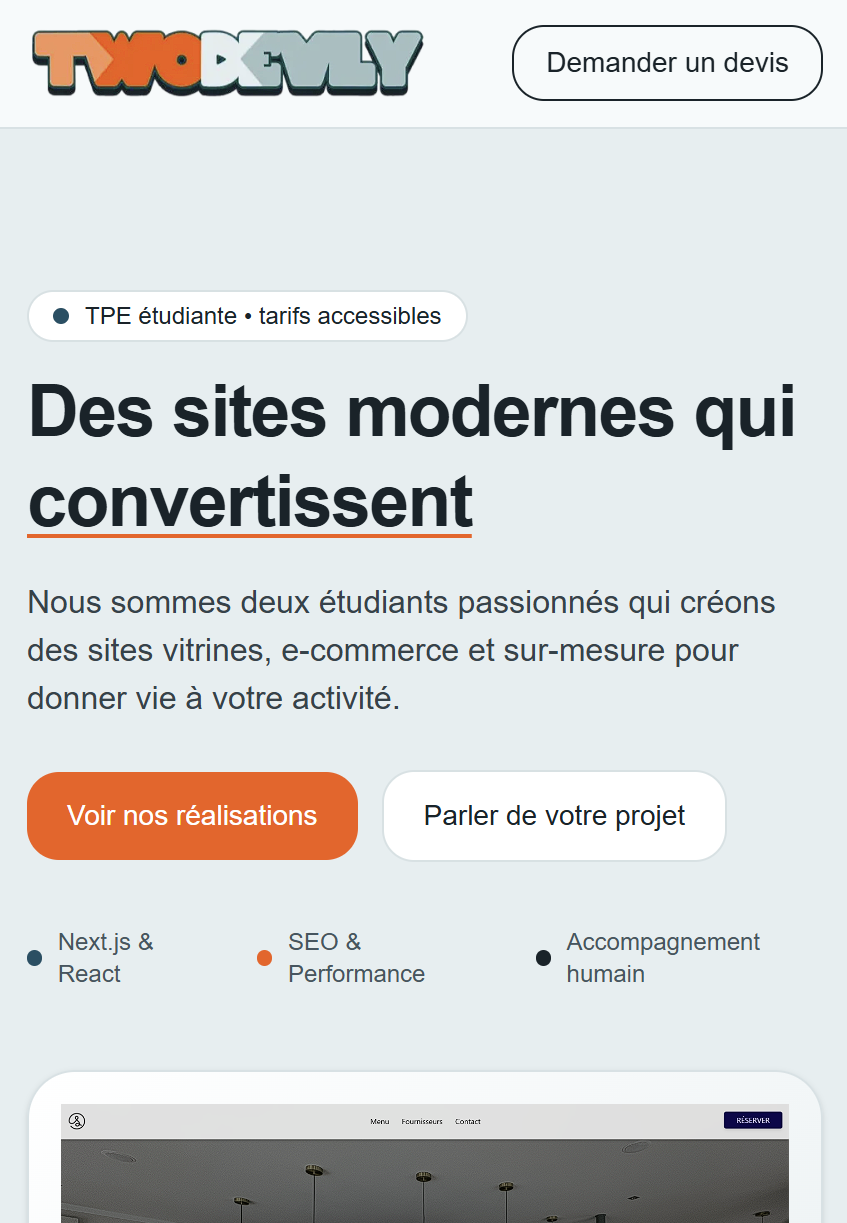 TWODEVLY
Demander un devis
TPE étudiante • tarifs accessibles
Des sites modernes qui
convertissent
Nous sommes deux étudiants passionnés qui créons
des sites vitrines, e-commerce et sur-mesure pour
donner vie à votre activité.
Voir nos réalisations
Parler de votre projet
Next.js &
React
SEO &
Performance
Accompagnement
humain
Menu Fournisseurs Contact
RÉSERVER